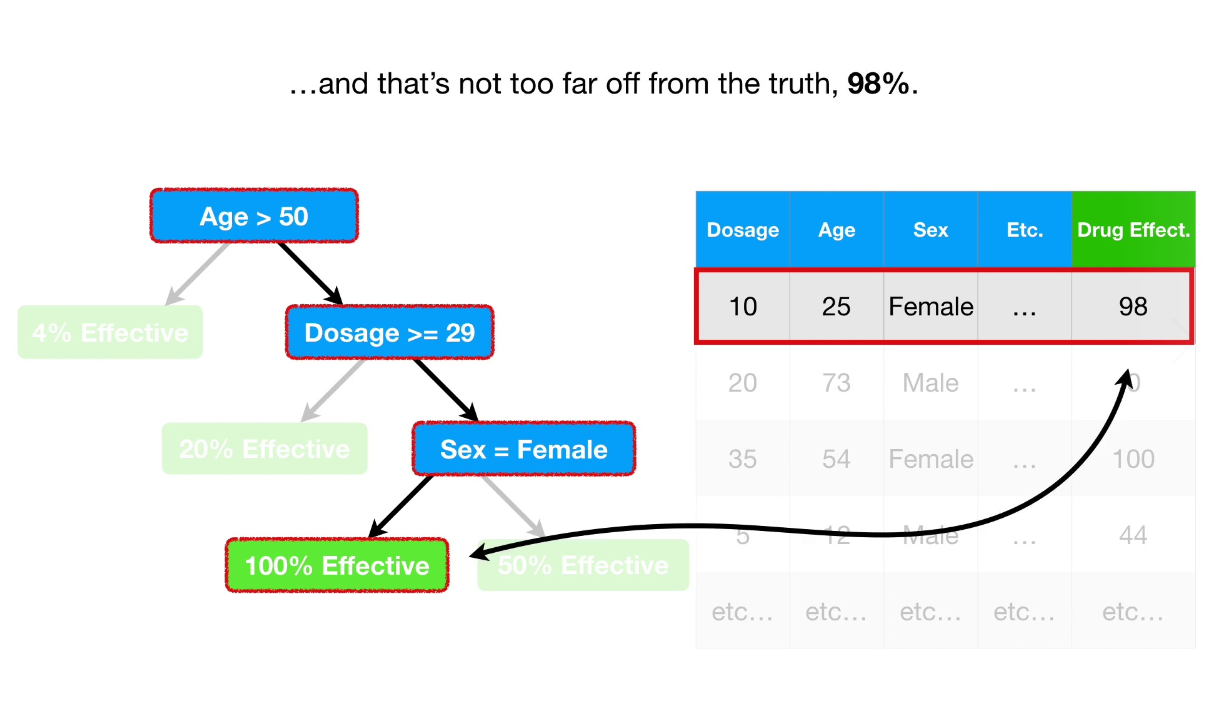 …and that’s not too far off from the truth, 98%.
Age > 50
4% Effective
Dosage >= 29
20% Effective
Sex = Female
100% Effective
50% Effective
Dosage Age Sex Etc. Drug Effect.
10 25 Female … 98
20 73 Male … 0
35 54 Female … 100
5 12 Male … 44
etc… etc… etc… etc… etc…